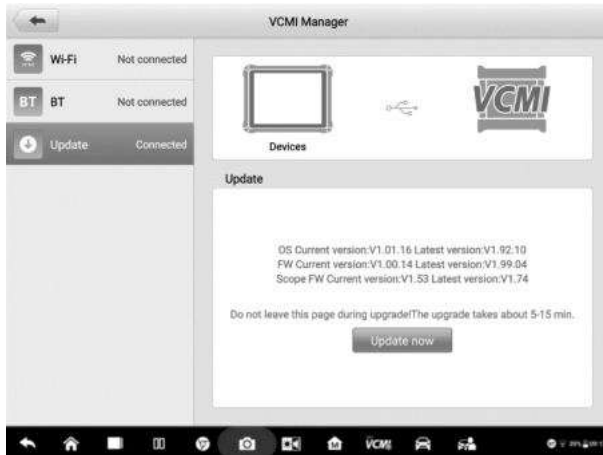 VCMI Manager
Wi-Fi Not connected
BT BT Not connected
Update Connected
VCMI
Devices
Update
OS Current version:V1.01.16 Latest version:V1.92.10
FW Current version:V1.00.14 Latest version:V1.99.04
Scope FW Current version:V1.53 Latest version:V1.74
Do not leave this page during upgrade!The upgrade takes about 5-15 min.
Update now
M VCMI